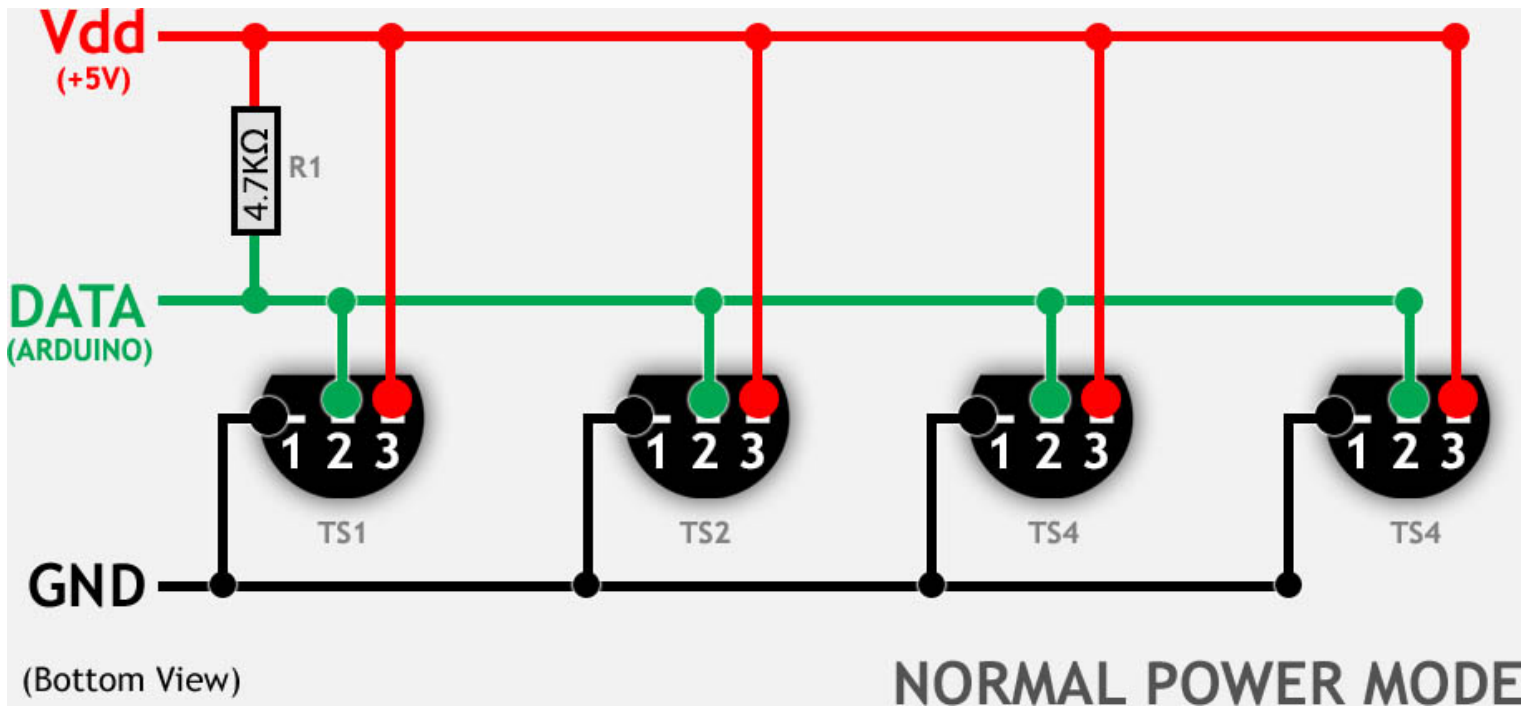 Vdd
(+5V)
4.7KΩ
R1
DATA
(ARDUINO)
1 2 3
1 2 3
1 2 3
1 2 3
TS1
TS2
TS4
TS4
GND
(Bottom View)
NORMAL POWER MODE